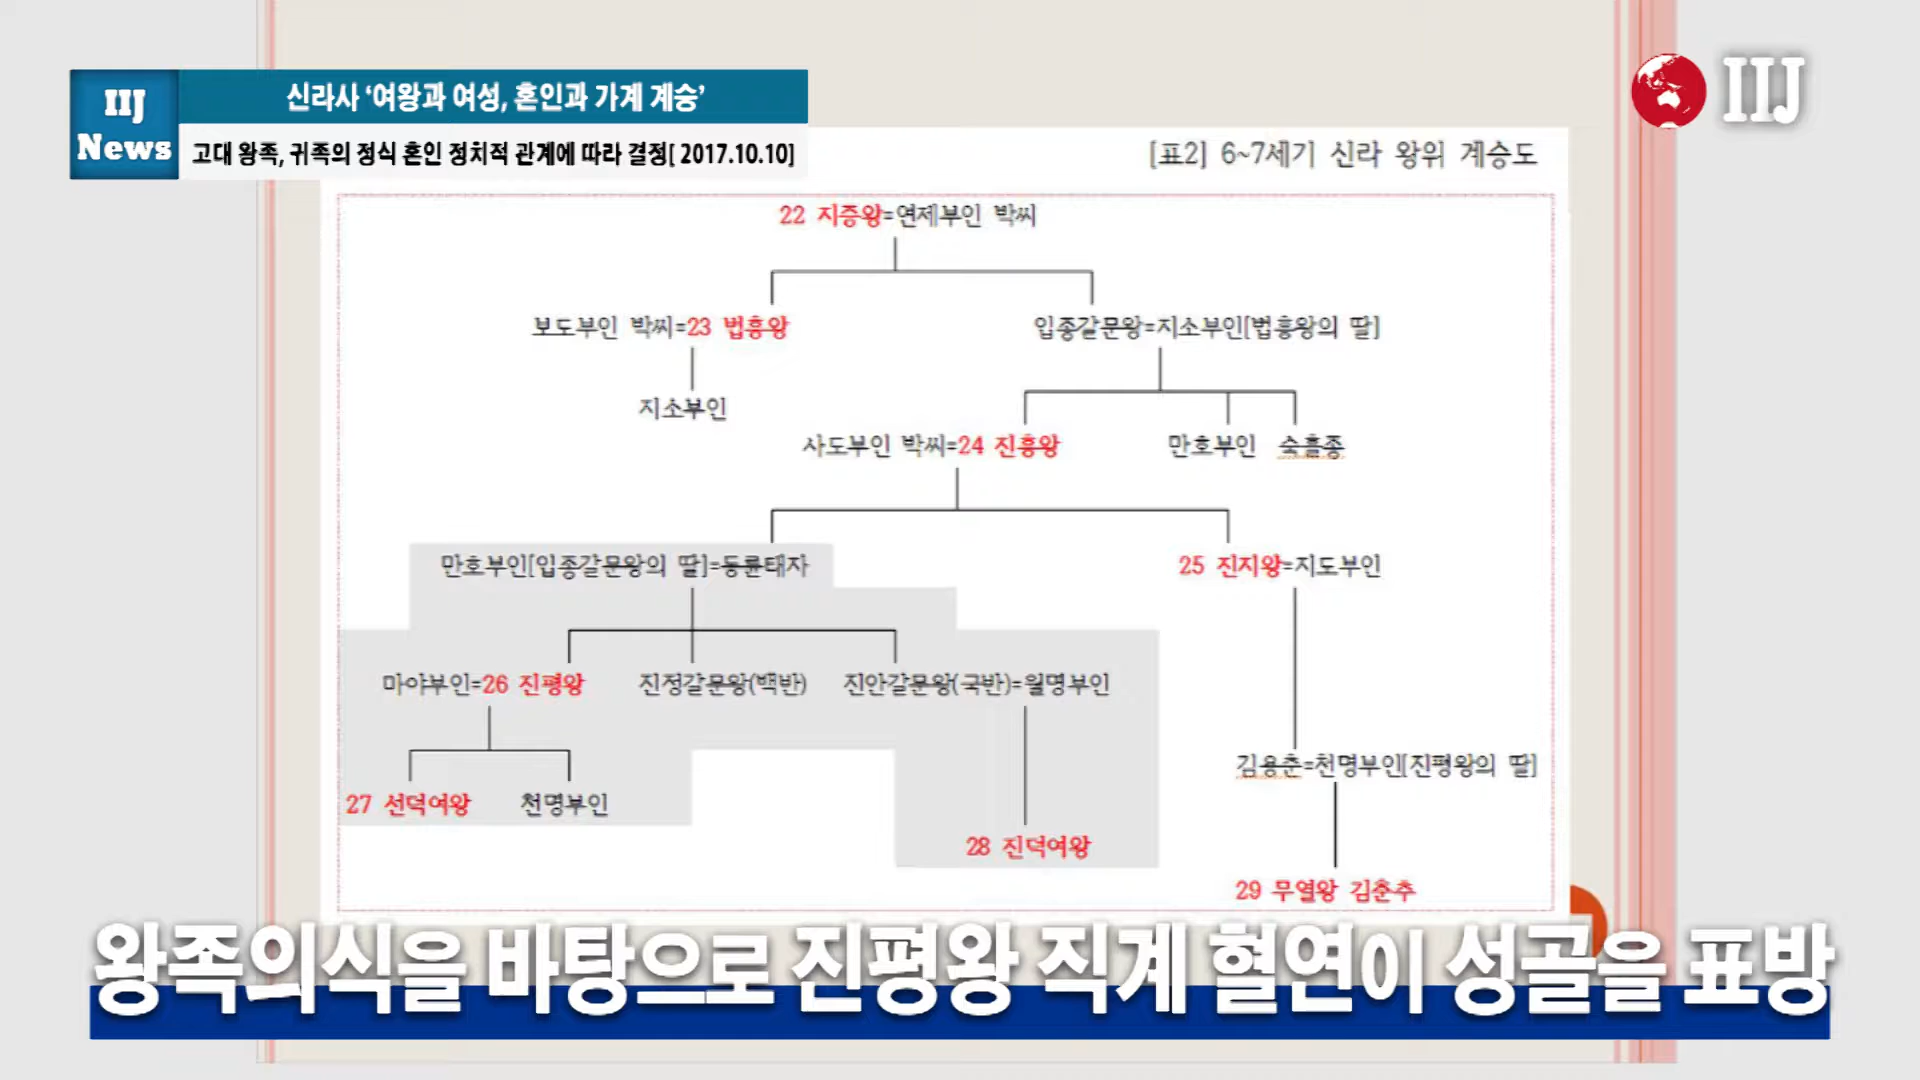 IIJ
News
신라사 ‘여왕과 여성, 혼인과 가계 계승’
고대 왕족, 귀족의 정식 혼인 정치적 관계에 따라 결정[ 2017.10.10]
IIJ
[표2] 6~7세기 신라 왕위 계승도
22 지증왕=연제부인 박씨
보도부인 박씨=23 법흥왕
입종갈문왕=지소부인[법흥왕의 딸]
지소부인
사도부인 박씨=24 진흥왕
만호부인
숙흘종
만호부인[입종갈문왕의 딸]=동륜태자
25 진지왕=지도부인
마야부인=26 진평왕
진정갈문왕(백반)
진안갈문왕(국반)=월명부인
김용춘=천명부인[진평왕의 딸]
27 선덕여왕
천명부인
28 진덕여왕
29 무열왕 김춘추
왕족의식을 바탕으로 진평왕 직계 혈연이 성골을 표방